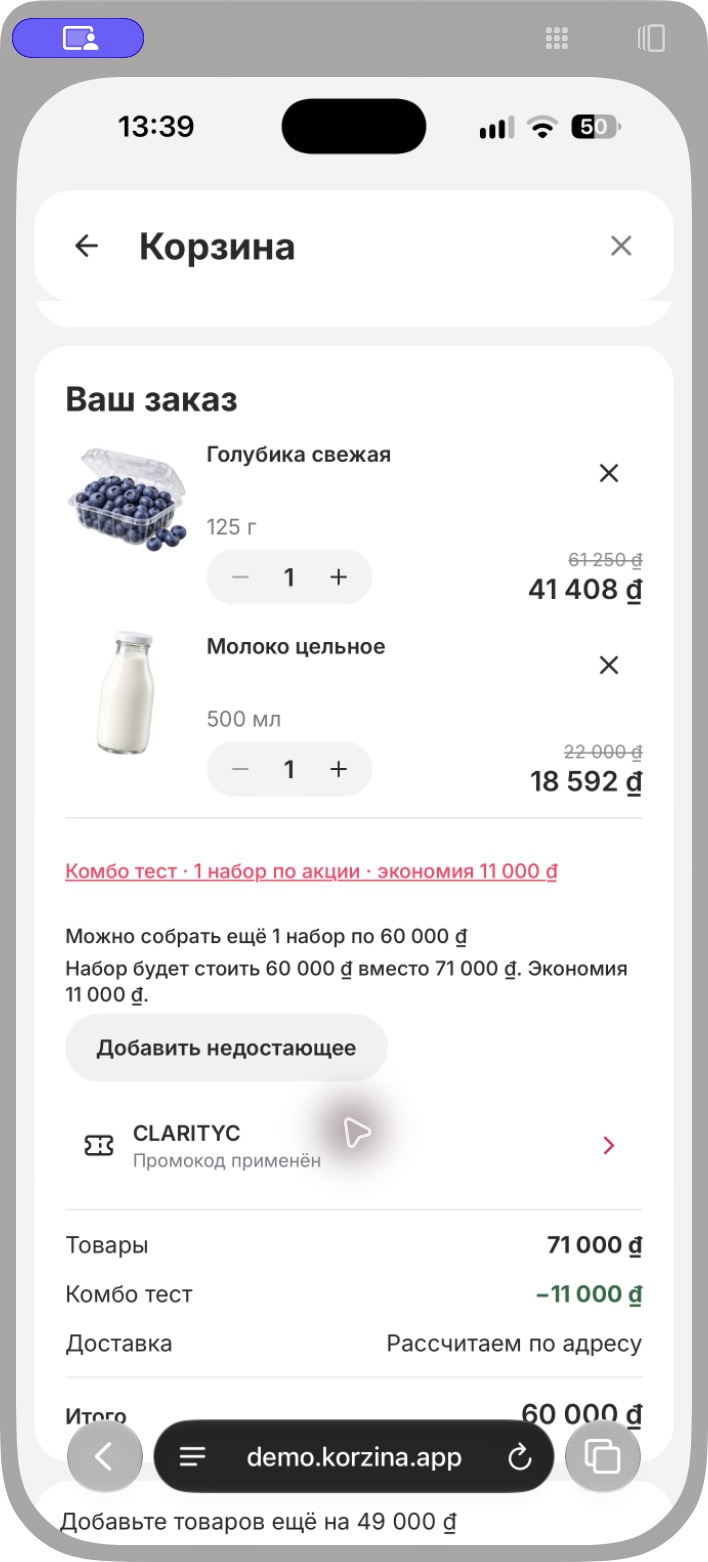 13:39
50
Корзина
Ваш заказ
Голубика свежая
125 г
1
61 250 ₫
41 408 ₫
Молоко цельное
500 мл
1
22 000 ₫
18 592 ₫
Комбо тест · 1 набор по акции · экономия 11 000 ₫
Можно собрать ещё 1 набор по 60 000 ₫
Набор будет стоить 60 000 ₫ вместо 71 000 ₫. Экономия
11 000 ₫.
Добавить недостающее
CLARITYC
Промокод применён
Товары 71 000 ₫
Комбо тест −11 000 ₫
Доставка Рассчитаем по адресу
Итого 60 000 ₫
demo.korzina.app
Добавьте товаров ещё на 49 000 ₫